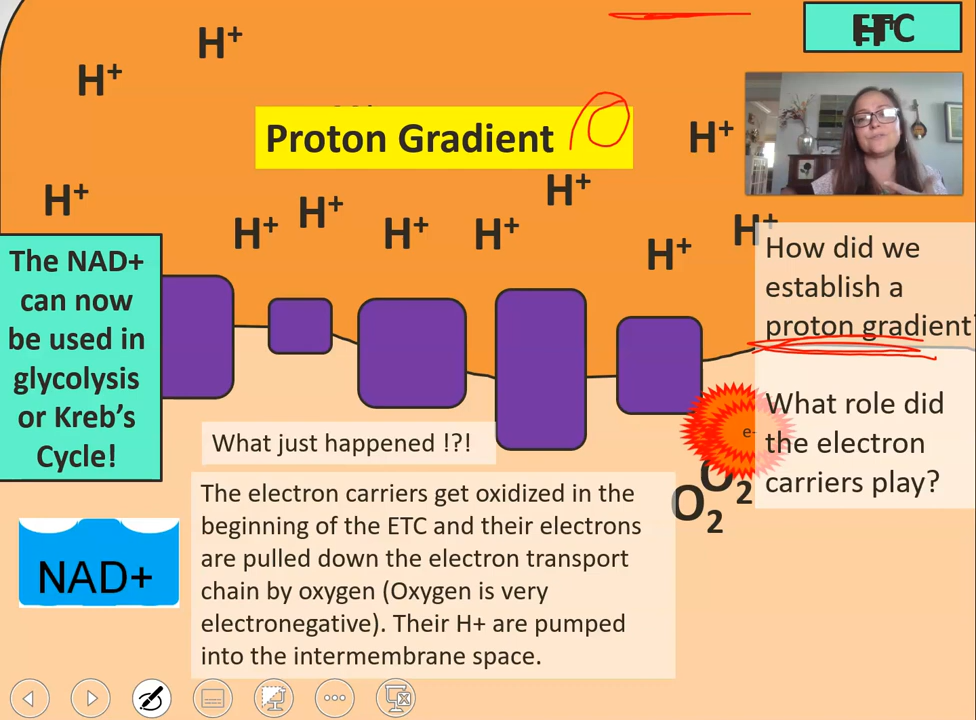 ETC
H+
H+
H+
Proton Gradient
H+
H+
H+
H+
H+
H+
H+
H+
H+
The NAD+
can now
be used in
glycolysis
or Kreb’s
Cycle!
How did we
establish a
proton gradient?
What role did
the electron
carriers play?
What just happened !?!
e-
O2
O2
The electron carriers get oxidized in the
beginning of the ETC and their electrons
are pulled down the electron transport
chain by oxygen (Oxygen is very
electronegative). Their H+ are pumped
into the intermembrane space.
NAD+